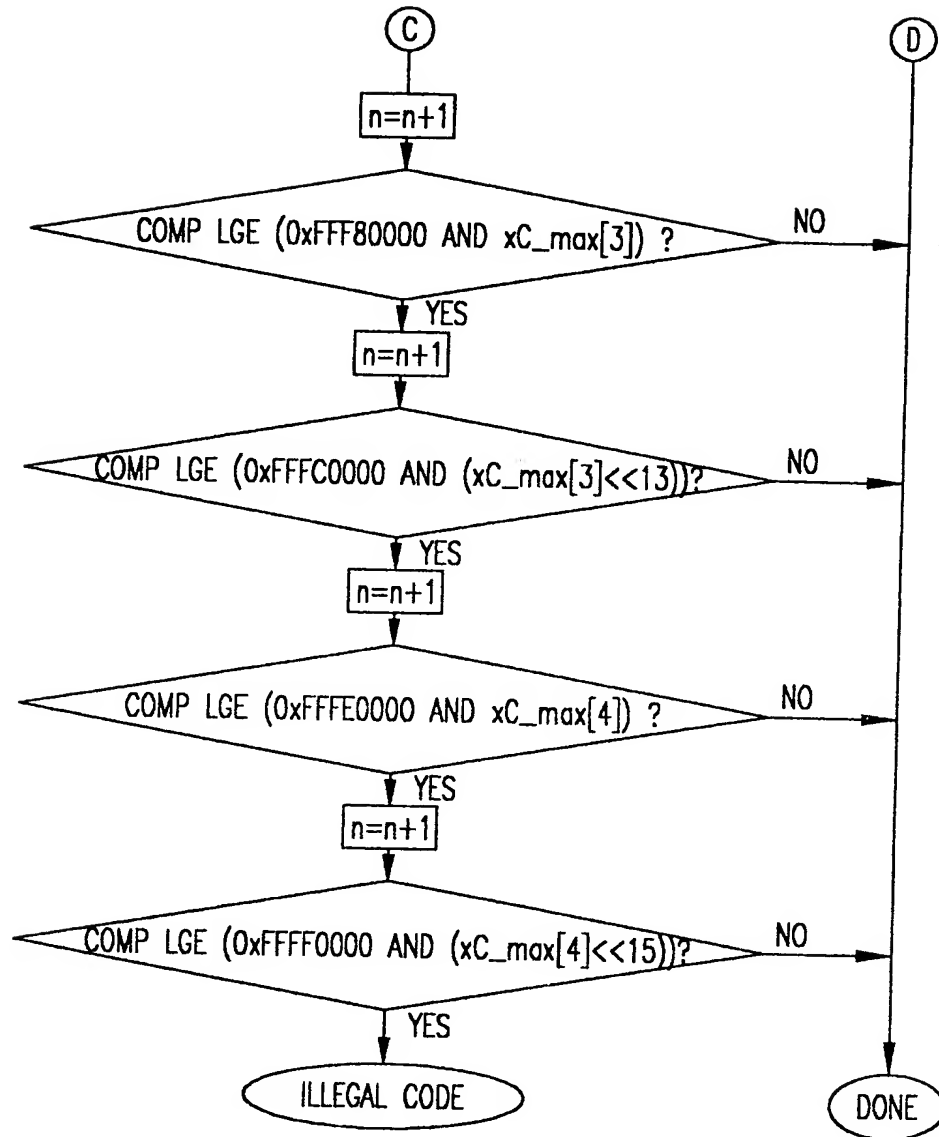 C
D
n=n+1
COMP LGE (0xFFF80000 AND xC_max[3]) ?
NO
YES
n=n+1
COMP LGE (0xFFFC0000 AND (xC_max[3]<<13))?
NO
YES
n=n+1
COMP LGE (0xFFFE0000 AND xC_max[4]) ?
NO
YES
n=n+1
COMP LGE (0xFFFF0000 AND (xC_max[4]<<15))?
NO
YES
ILLEGAL CODE
DONE